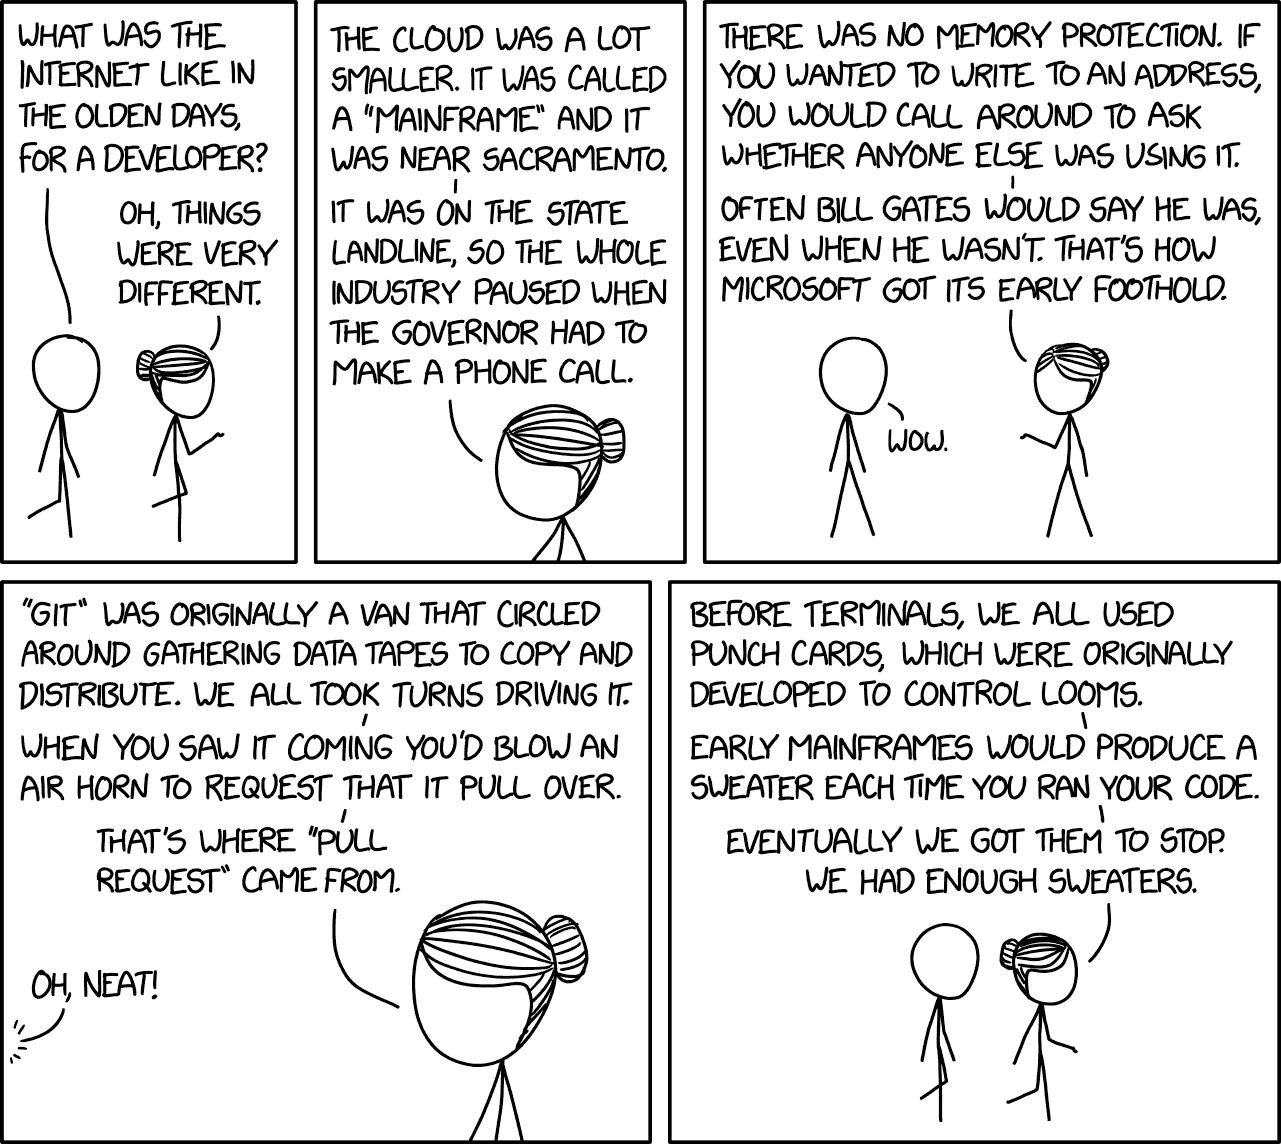 WHAT WAS THE
INTERNET LIKE IN
THE OLDEN DAYS,
FOR A DEVELOPER?
OH, THINGS
WERE VERY
DIFFERENT.
THE CLOUD WAS A LOT
SMALLER. IT WAS CALLED
A "MAINFRAME" AND IT
WAS NEAR SACRAMENTO.
IT WAS ON THE STATE
LANDLINE, SO THE WHOLE
INDUSTRY PAUSED WHEN
THE GOVERNOR HAD TO
MAKE A PHONE CALL.
THERE WAS NO MEMORY PROTECTION. IF
YOU WANTED TO WRITE TO AN ADDRESS,
YOU WOULD CALL AROUND TO ASK
WHETHER ANYONE ELSE WAS USING IT.
OFTEN BILL GATES WOULD SAY HE WAS,
EVEN WHEN HE WASN'T. THAT'S HOW
MICROSOFT GOT ITS EARLY FOOTHOLD.
WOW.
"GIT" WAS ORIGINALLY A VAN THAT CIRCLED
AROUND GATHERING DATA TAPES TO COPY AND
DISTRIBUTE. WE ALL TOOK TURNS DRIVING IT.
WHEN YOU SAW IT COMING YOU'D BLOW AN
AIR HORN TO REQUEST THAT IT PULL OVER.
THAT'S WHERE "PULL
REQUEST" CAME FROM.
OH, NEAT!
BEFORE TERMINALS, WE ALL USED
PUNCH CARDS, WHICH WERE ORIGINALLY
DEVELOPED TO CONTROL LOOMS.
EARLY MAINFRAMES WOULD PRODUCE A
SWEATER EACH TIME YOU RAN YOUR CODE.
EVENTUALLY WE GOT THEM TO STOP.
WE HAD ENOUGH SWEATERS.